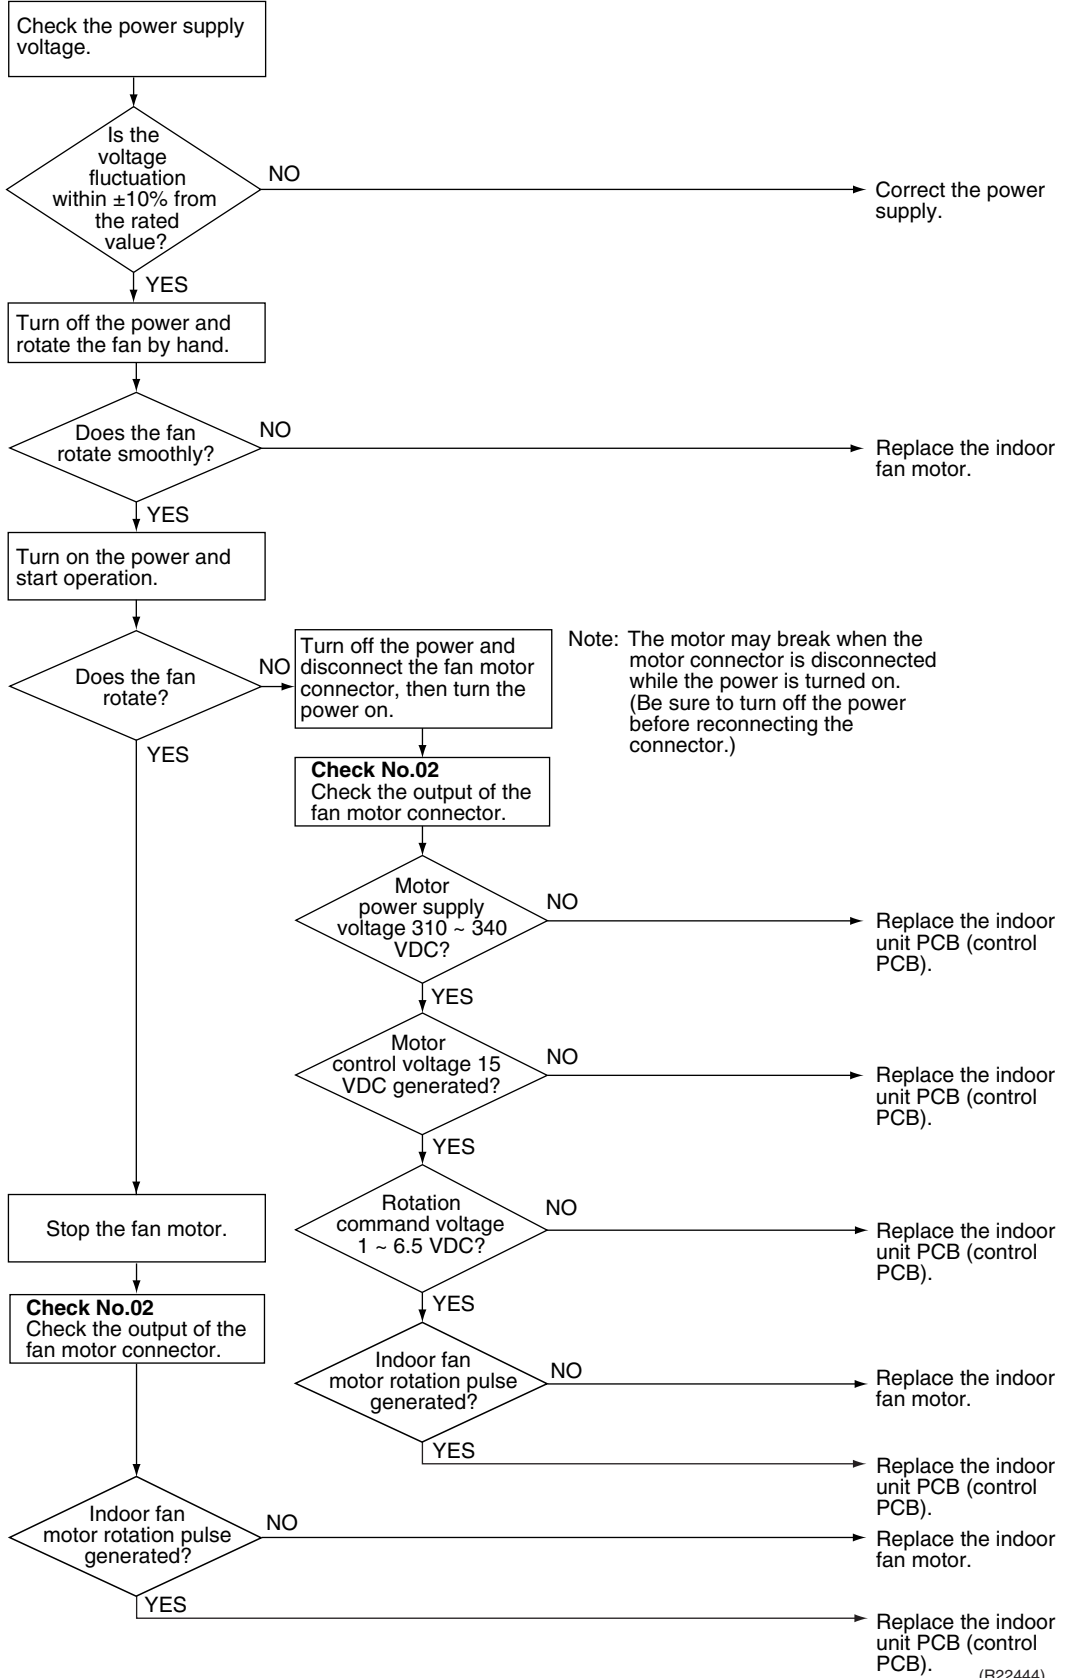 Check the power supply
voltage.
Is the
voltage
fluctuation
within ±10% from
the rated
value?
NO
Correct the power
supply.
YES
Turn off the power and
rotate the fan by hand.
Does the fan
rotate smoothly?
NO
Replace the indoor
fan motor.
YES
Turn on the power and
start operation.
Does the fan
rotate?
NO
Turn off the power and
disconnect the fan motor
connector, then turn the
power on.
Note: The motor may break when the
motor connector is disconnected
while the power is turned on.
(Be sure to turn off the power
before reconnecting the
connector.)
YES
Check No.02
Check the output of the
fan motor connector.
Motor
power supply
voltage 310 ~ 340
VDC?
NO
Replace the indoor
unit PCB (control
PCB).
YES
Motor
control voltage 15
VDC generated?
NO
Replace the indoor
unit PCB (control
PCB).
YES
Rotation
command voltage
1 ~ 6.5 VDC?
NO
Replace the indoor
unit PCB (control
PCB).
YES
Indoor fan
motor rotation pulse
generated?
NO
Replace the indoor
fan motor.
YES
Replace the indoor
unit PCB (control
PCB).
Stop the fan motor.
Check No.02
Check the output of the
fan motor connector.
Indoor fan
motor rotation pulse
generated?
NO
Replace the indoor
fan motor.
YES
Replace the indoor
unit PCB (control
PCB).
(R22444)